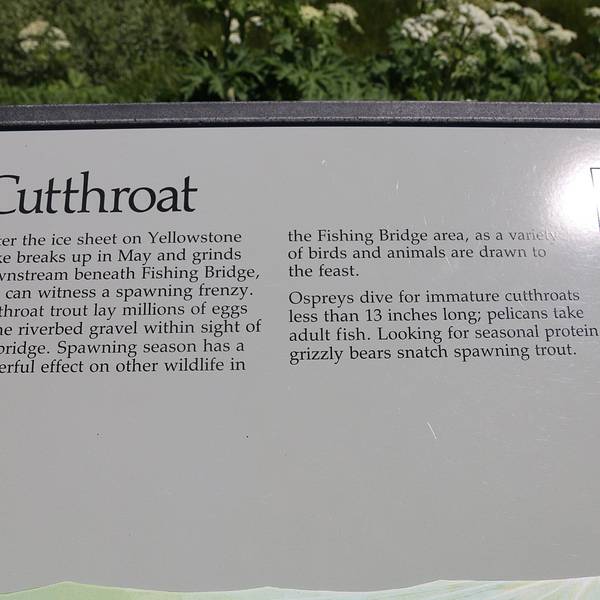 Cutthroat
ter the ice sheet on Yellowstone
ke breaks up in May and grinds
wnstream beneath Fishing Bridge,
can witness a spawning frenzy.
throat trout lay millions of eggs
he riverbed gravel within sight of
bridge. Spawning season has a
erful effect on other wildlife in
the Fishing Bridge area, as a variety
of birds and animals are drawn to
the feast.
Ospreys dive for immature cutthroats
less than 13 inches long; pelicans take
adult fish. Looking for seasonal protein
grizzly bears snatch spawning trout.